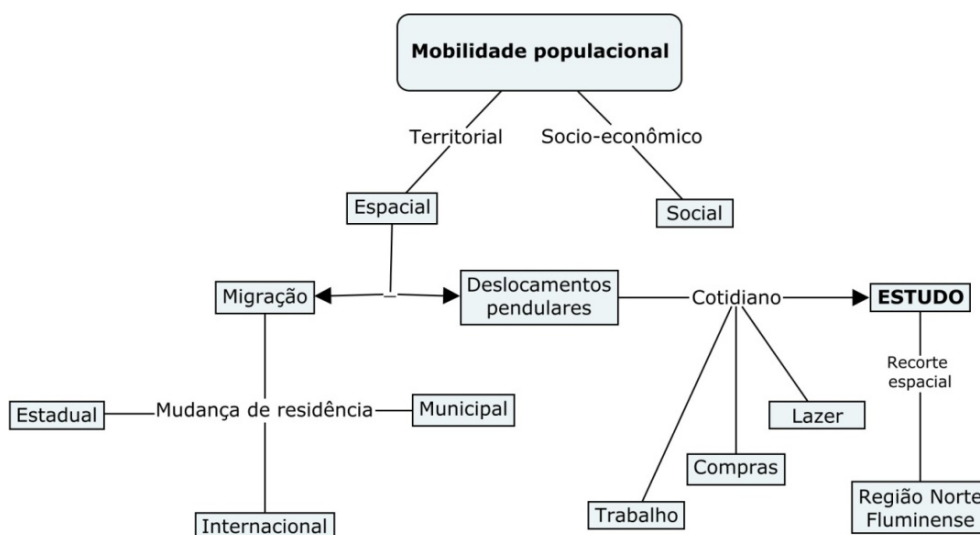 Mobilidade populacional
Territorial
Socio-econômico
Espacial
Social
Migração
Deslocamentos
pendulares
Cotidiano
ESTUDO
Recorte
espacial
Estadual
Mudança de residência
Municipal
Lazer
Compras
Trabalho
Internacional
Região Norte
Fluminense